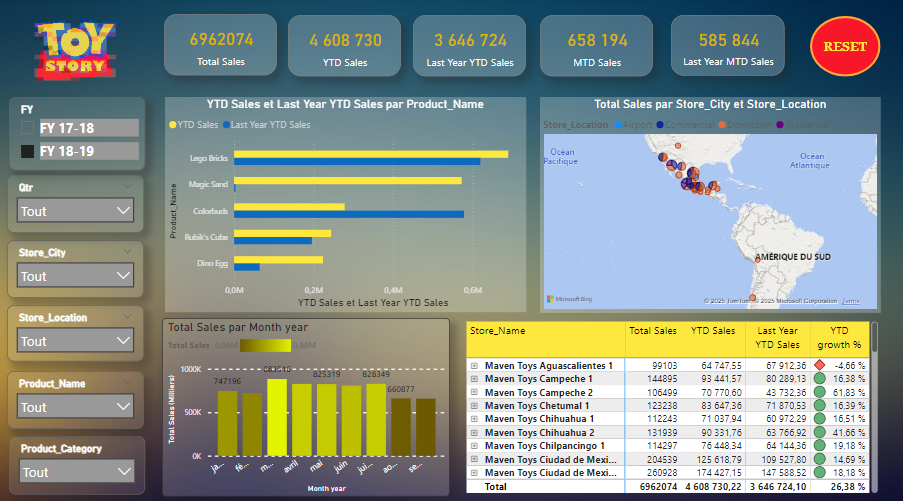 TOY
STORY
6962074
Total Sales
4 608 730
YTD Sales
3 646 724
Last Year YTD Sales
658 194
MTD Sales
585 844
Last Year MTD Sales
RESET
FY
FY 17-18
FY 18-19
Qtr
Tout
Store_City
Tout
Store_Location
Tout
Product_Name
Tout
Product_Category
Tout
YTD Sales et Last Year YTD Sales par Product_Name
YTD Sales Last Year YTD Sales
Product_Name
Lego Bricks
Magic Sand
Colorbuds
Rubik's Cube
Dino Egg
0,0M 0,2M 0,4M 0,6M
YTD Sales et Last Year YTD Sales
Total Sales par Store_City et Store_Location
Store_Location Airport Commercial Downtown Residential
Océan
Pacifique
Océan
Atlantique
AMÉRIQUE DU SUD
Microsoft Bing
© 2025 TomTom, © 2025 Microsoft Corporation Terms
Total Sales par Month year
Total Sales 0.66M 0.88M
Total Sales (Milliers)
1000K
500K
0K
747196
825319
828349
660877
ja... fé... m... avril mai juin jui... ao... se...
Month year
Store_Name Total Sales YTD Sales Last Year YTD Sales YTD growth %
Maven Toys Aguascalientes 1 99103 64 747,55 67 912,36 -4,66 %
Maven Toys Campeche 1 144895 93 441,57 80 289,13 16,38 %
Maven Toys Campeche 2 106499 70 770,60 43 732,36 61,83 %
Maven Toys Chetumal 1 123238 83 647,36 71 870,53 16,39 %
Maven Toys Chihuahua 1 112243 71 037,94 60 972,29 16,51 %
Maven Toys Chihuahua 2 131939 90 331,76 63 766,92 41,66 %
Maven Toys Chilpancingo 1 114297 76 448,34 64 144,36 19,18 %
Maven Toys Ciudad de Mexi... 204539 125 618,79 109 527,80 14,69 %
Maven Toys Ciudad de Mexi... 260928 174 427,15 147 588,52 18,18 %
Total 6962074 4 608 730,22 3 646 724,10 26,38 %